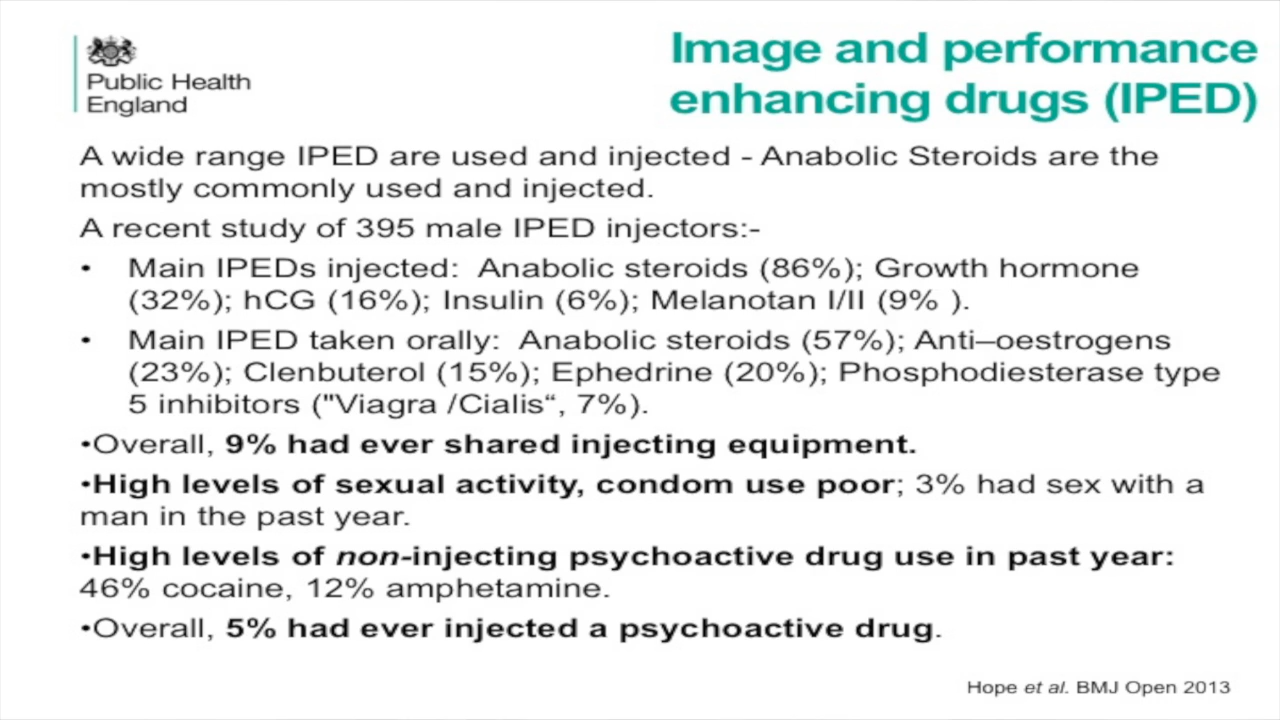 Public Health
England
Image and performance
enhancing drugs (IPED)
A wide range IPED are used and injected - Anabolic Steroids are the
mostly commonly used and injected.
A recent study of 395 male IPED injectors:-
• Main IPEDs injected:  Anabolic steroids (86%); Growth hormone
(32%); hCG (16%); Insulin (6%); Melanotan I/II (9% ).
• Main IPED taken orally:  Anabolic steroids (57%); Anti–oestrogens
(23%); Clenbuterol (15%); Ephedrine (20%); Phosphodiesterase type
5 inhibitors ("Viagra /Cialis“, 7%).
•Overall, 9% had ever shared injecting equipment.
•High levels of sexual activity, condom use poor; 3% had sex with a
man in the past year.
•High levels of non-injecting psychoactive drug use in past year:
46% cocaine, 12% amphetamine.
•Overall, 5% had ever injected a psychoactive drug.
Hope et al. BMJ Open 2013